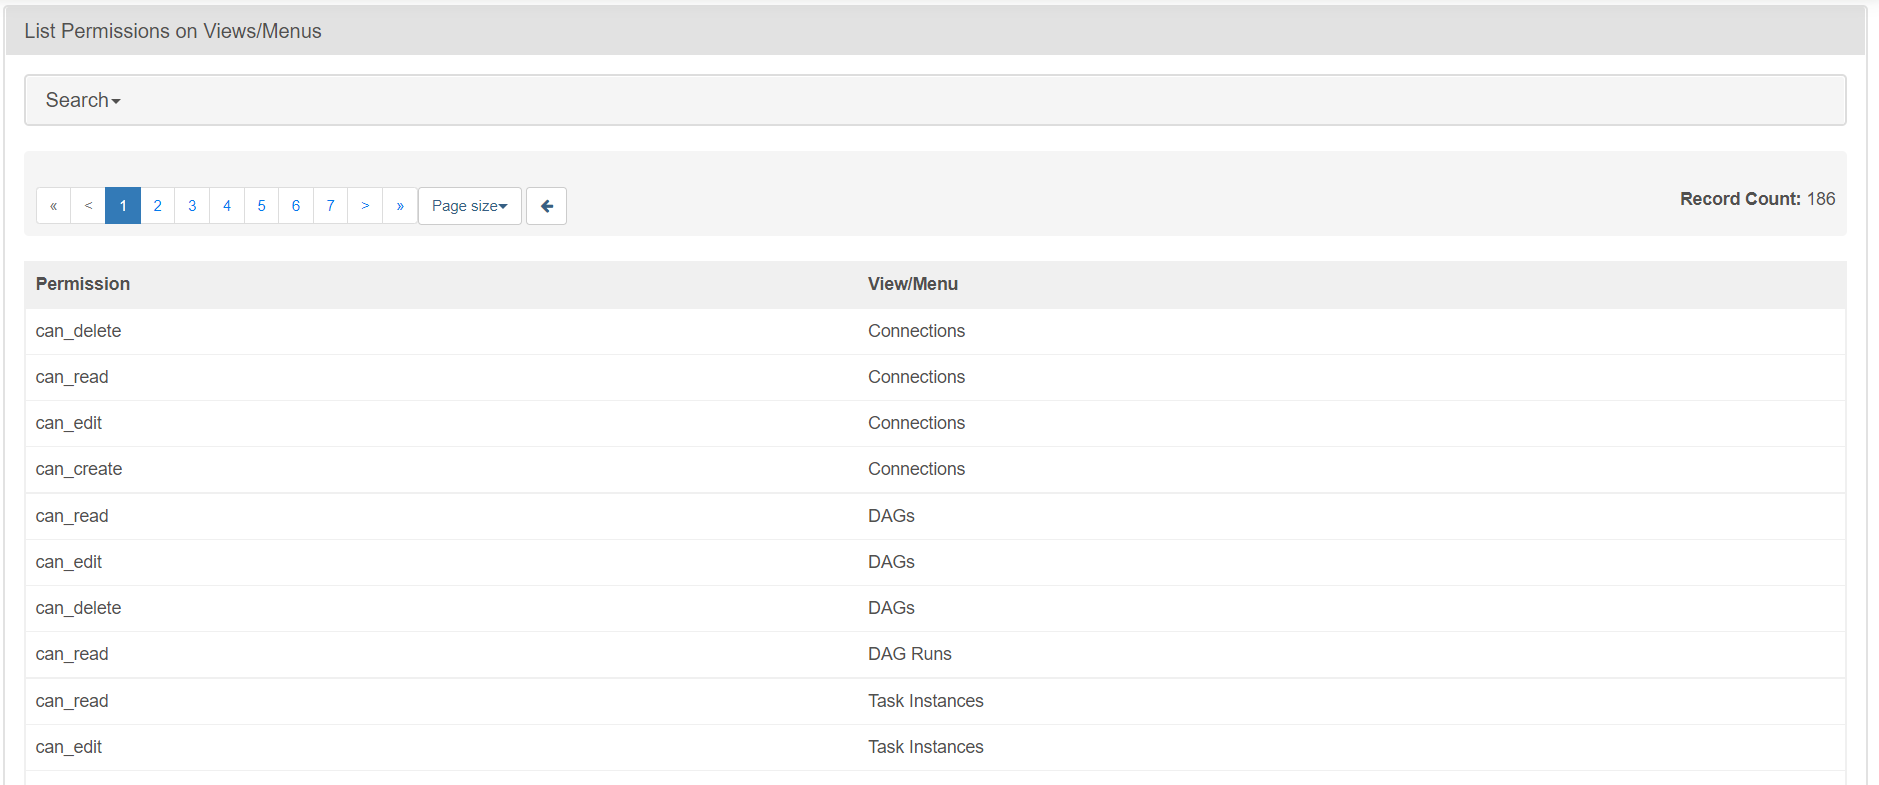 List Permissions on Views/Menus
Search
« < 1 2 3 4 5 6 7 > » Page size Record Count: 186
Permission View/Menu
can_delete Connections
can_read Connections
can_edit Connections
can_create Connections
can_read DAGs
can_edit DAGs
can_delete DAGs
can_read DAG Runs
can_read Task Instances
can_edit Task Instances